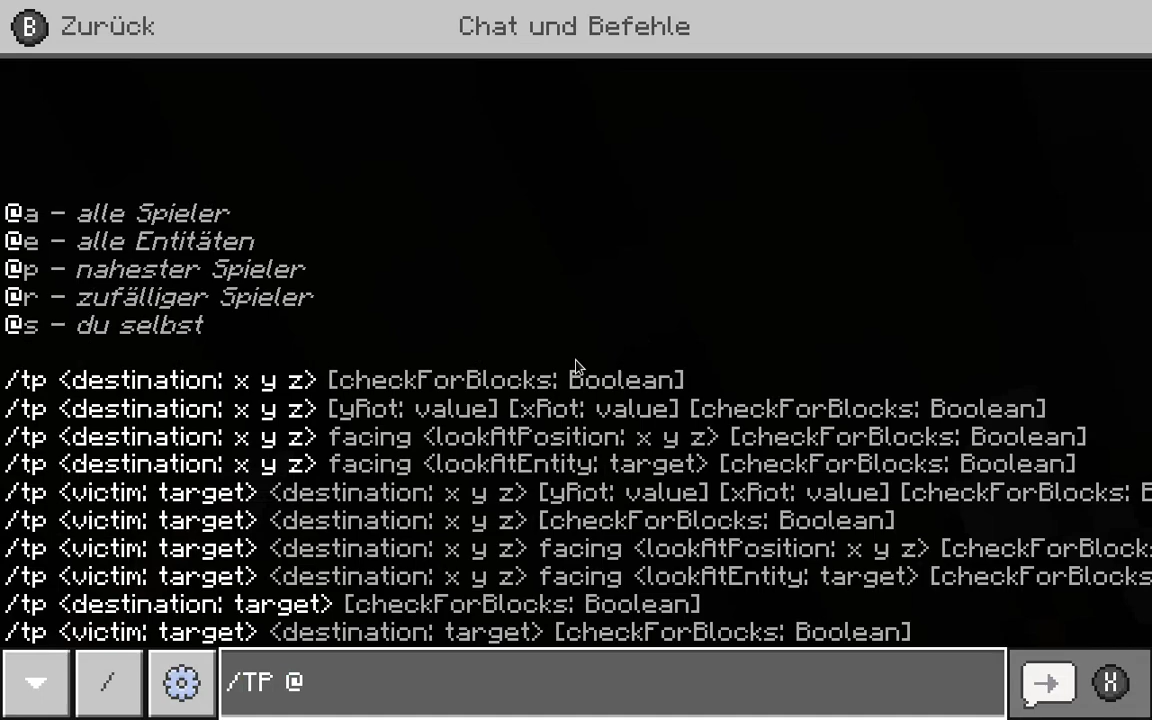 B Zurück
Chat und Befehle
@a - alle Spieler
@e - alle Entitäten
@p - nahester Spieler
@r - zufälliger Spieler
@s - du selbst
/tp <destination: x y z> [checkForBlocks: Boolean]
/tp <destination: x y z> [yRot: value] [xRot: value] [checkForBlocks: Boolean]
/tp <destination: x y z> facing <lookAtPosition: x y z> [checkForBlocks: Boolean]
/tp <destination: x y z> facing <lookAtEntity: target> [checkForBlocks: Boolean]
/tp <victim: target> <destination: x y z> [yRot: value] [xRot: value] [checkForBlocks: B
/tp <victim: target> <destination: x y z> [checkForBlocks: Boolean]
/tp <victim: target> <destination: x y z> facing <lookAtPosition: x y z> [checkForBlocks:
/tp <victim: target> <destination: x y z> facing <lookAtEntity: target> [checkForBlocks
/tp <destination: target> [checkForBlocks: Boolean]
/tp <victim: target> <destination: target> [checkForBlocks: Boolean]
/ /TP @ X